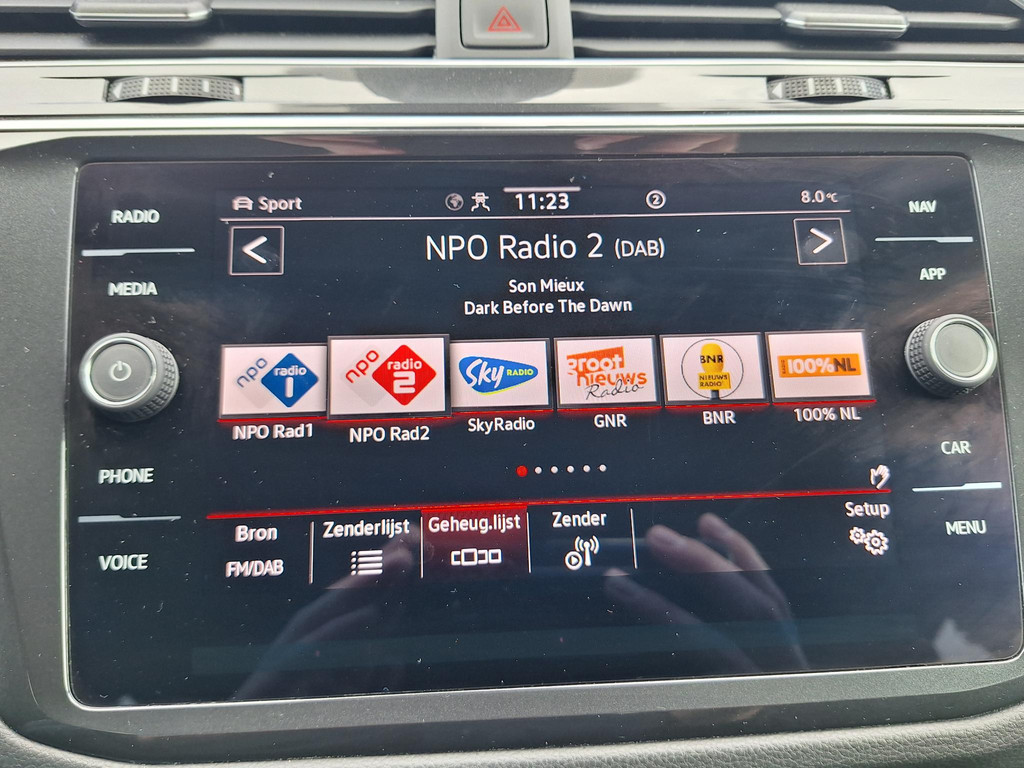 RADIO
MEDIA
PHONE
VOICE
Sport
11:23
2
8.0°C
NPO Radio 2 (DAB)
Son Mieux
Dark Before The Dawn
npo radio 1
npo radio 2
Sky RADIO
Groot Nieuws Radio
BNR NIEUWS RADIO
100%NL
NPO Rad1
NPO Rad2
SkyRadio
GNR
BNR
100% NL
Bron
FM/DAB
Zenderlijst
Geheug.lijst
Zender
Setup
NAV
APP
CAR
MENU